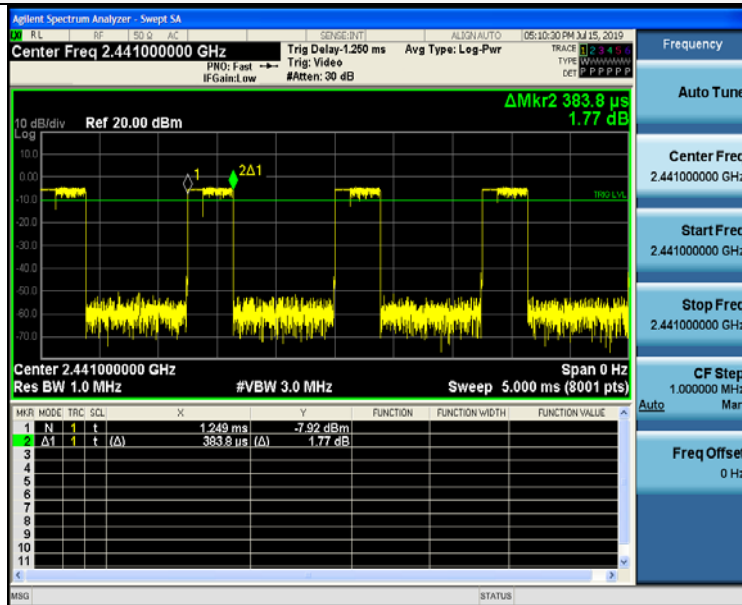 Agilent Spectrum Analyzer - Swept SA
RL RF 50 Ω AC SENSE:INT ALIGN AUTO 05:10:30 PM Jul 15, 2019
Center Freq 2.441000000 GHz
PNO: Fast
IFGain:Low
Trig Delay-1.250 ms
Trig: Video
#Atten: 30 dB
Avg Type: Log-Pwr
TRACE 1 2 3 4 5 6
TYPE WWWWWW
DET P P P P P P
ΔMkr2 383.8 µs
1.77 dB
10 dB/div Ref 20.00 dBm
Log
10.0
0.00
-10.0
-20.0
-30.0
-40.0
-50.0
-60.0
-70.0
1
2Δ1
TRIG LVL
Center 2.441000000 GHz Span 0 Hz
Res BW 1.0 MHz #VBW 3.0 MHz Sweep 5.000 ms (8001 pts)
MKR MODE TRC SCL X Y FUNCTION FUNCTION WIDTH FUNCTION VALUE
1 N 1 t 1.249 ms -7.92 dBm
2 Δ1 1 t (Δ) 383.8 us (Δ) 1.77 dB
3
4
5
6
7
8
9
10
11
MSG STATUS
Frequency
Auto Tune
Center Freq
2.441000000 GHz
Start Freq
2.441000000 GHz
Stop Freq
2.441000000 GHz
CF Step
1.000000 MHz
Auto Man
Freq Offset
0 Hz